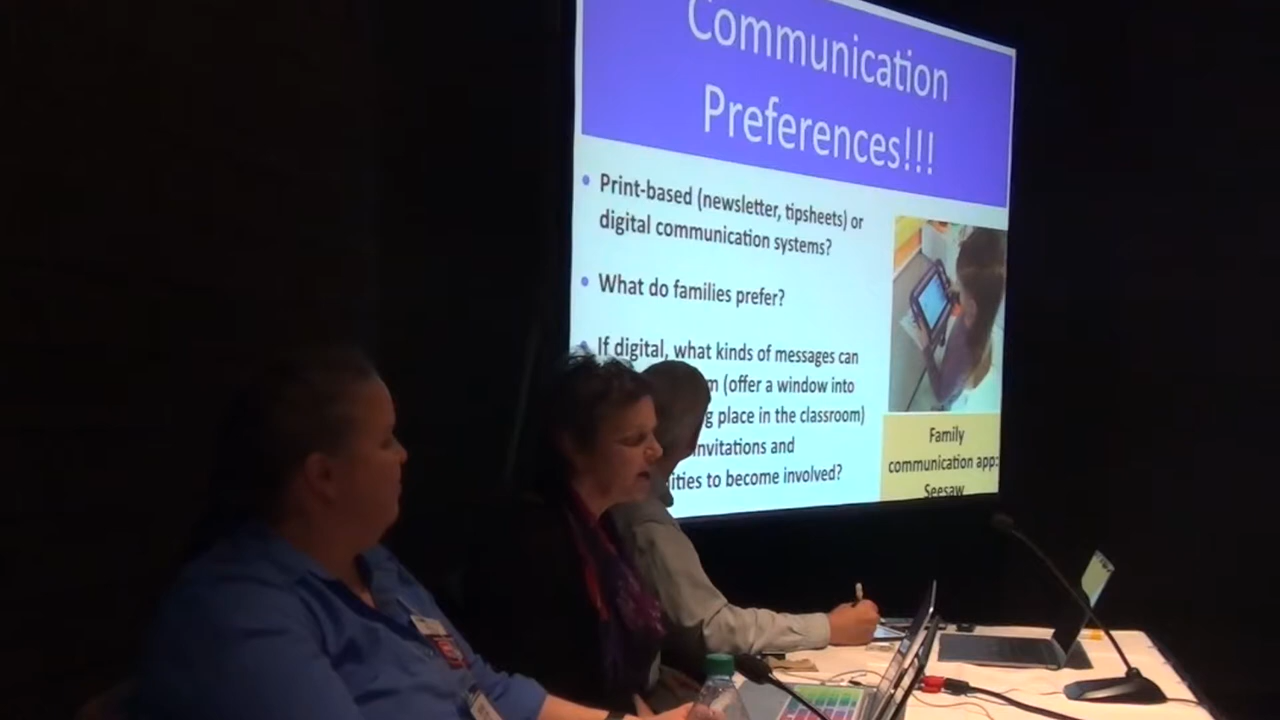 Communication
Preferences!!!
• Print-based (newsletter, tipsheets) or
digital communication systems?
• What do families prefer?
If digital, what kinds of messages can
(offer a window into
place in the classroom)
invitations and
to become involved?
Family
communication app:
Seesaw